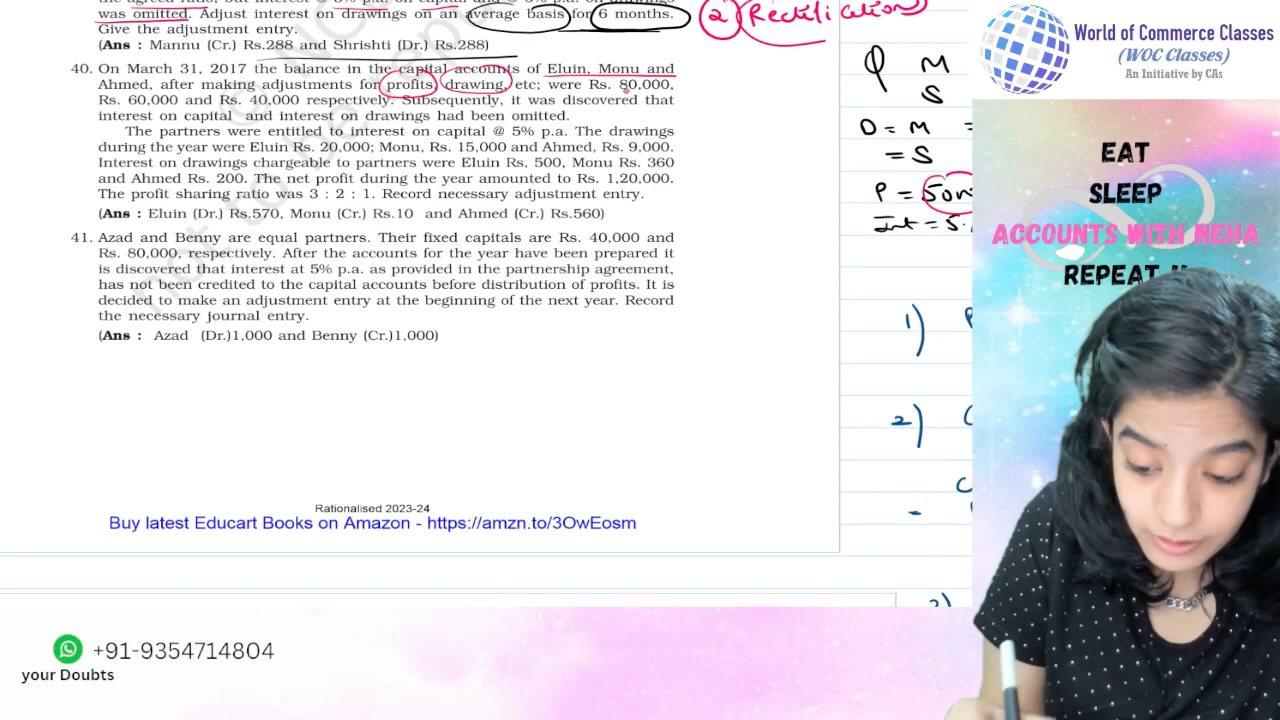 was omitted. Adjust interest on drawings on an average basis for 6 months.
Give the adjustment entry.
(Ans : Mannu (Cr.) Rs.288 and Shrishti (Dr.) Rs.288)
40. On March 31, 2017 the balance in the capital accounts of Eluin, Monu and
Ahmed, after making adjustments for profits, drawing, etc; were Rs. 80,000,
Rs. 60,000 and Rs. 40,000 respectively. Subsequently, it was discovered that
interest on capital and interest on drawings had been omitted.
The partners were entitled to interest on capital @ 5% p.a. The drawings
during the year were Eluin Rs. 20,000; Monu, Rs. 15,000 and Ahmed, Rs. 9,000.
Interest on drawings chargeable to partners were Eluin Rs, 500, Monu Rs. 360
and Ahmed Rs. 200. The net profit during the year amounted to Rs. 1,20,000.
The profit sharing ratio was 3 : 2 : 1. Record necessary adjustment entry.
(Ans : Eluin (Dr.) Rs.570, Monu (Cr.) Rs.10 and Ahmed (Cr.) Rs.560)
41. Azad and Benny are equal partners. Their fixed capitals are Rs. 40,000 and
Rs. 80,000, respectively. After the accounts for the year have been prepared it
is discovered that interest at 5% p.a. as provided in the partnership agreement,
has not been credited to the capital accounts before distribution of profits. It is
decided to make an adjustment entry at the beginning of the next year. Record
the necessary journal entry.
(Ans : Azad (Dr.)1,000 and Benny (Cr.)1,000)
Rationalised 2023-24
Buy latest Educart Books on Amazon - https://amzn.to/3OwEosm
2 Rectification
M
S
D = M =
= S
P =
Int = 5.
1)
2)
World of Commerce Classes
(WOC Classes)
An Initiative by CAs
EAT
SLEEP
ACCOUNTS WITH NEHA
REPEAT
+91-9354714804
your Doubts